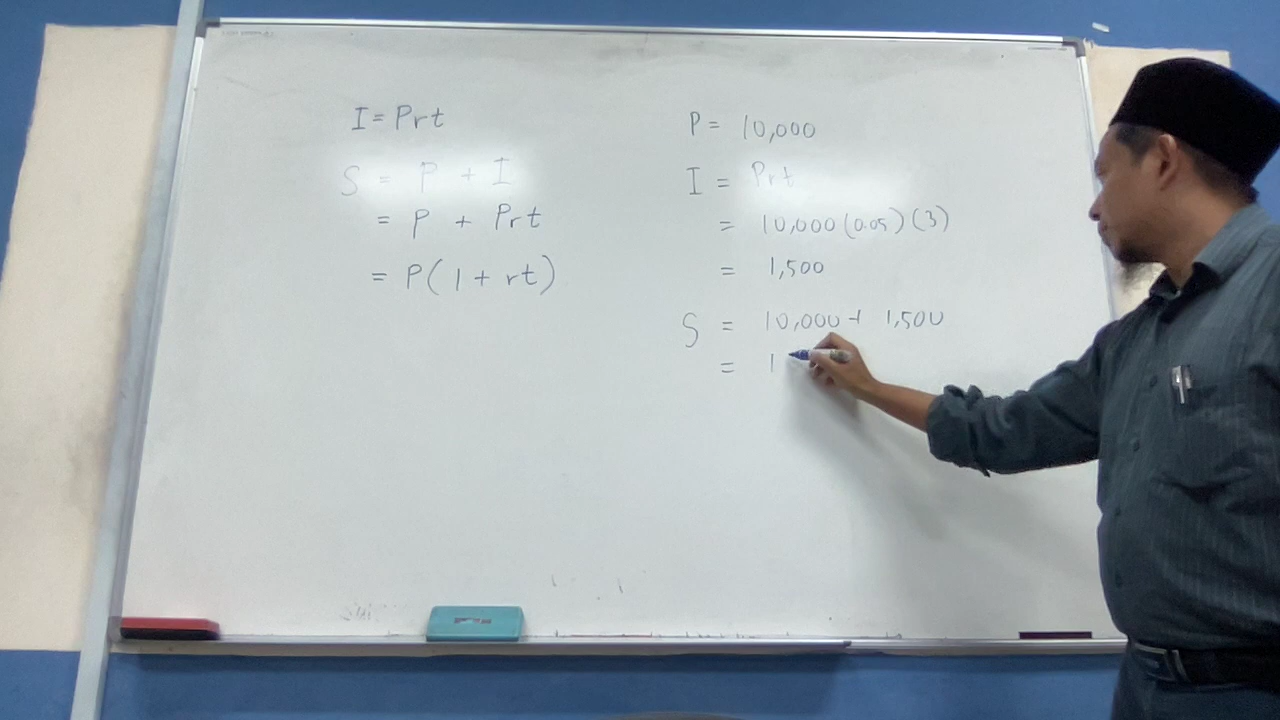 I = Prt
S = P + I
= P + Prt
= P(1 + rt)
P = 10,000
I = Prt
= 10,000 (0.05) (3)
= 1,500
S = 10,000 + 1,500
= 1